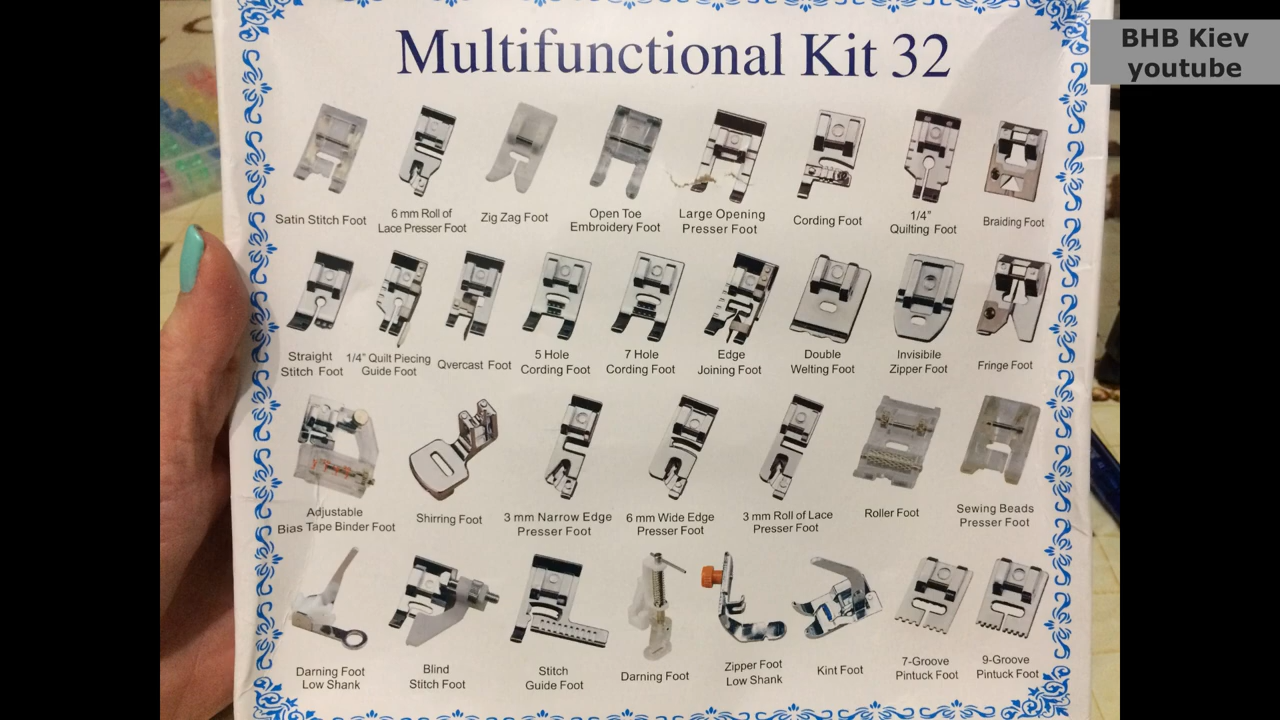 Multifunctional Kit 32
BHB Kiev
youtube
Satin Stitch Foot
6 mm Roll of
Lace Presser Foot
Zig Zag Foot
Open Toe
Embroidery Foot
Large Opening
Presser Foot
Cording Foot
1/4"
Quilting Foot
Braiding Foot
Straight
Stitch Foot
1/4" Quilt Piecing
Guide Foot
Qvercast Foot
5 Hole
Cording Foot
7 Hole
Cording Foot
Edge
Joining Foot
Double
Welting Foot
Invisibile
Zipper Foot
Fringe Foot
Adjustable
Bias Tape Binder Foot
Shirring Foot
3 mm Narrow Edge
Presser Foot
6 mm Wide Edge
Presser Foot
3 mm Roll of Lace
Presser Foot
Roller Foot
Sewing Beads
Presser Foot
Darning Foot
Low Shank
Blind
Stitch Foot
Stitch
Guide Foot
Darning Foot
Zipper Foot
Low Shank
Kint Foot
7-Groove
Pintuck Foot
9-Groove
Pintuck Foot